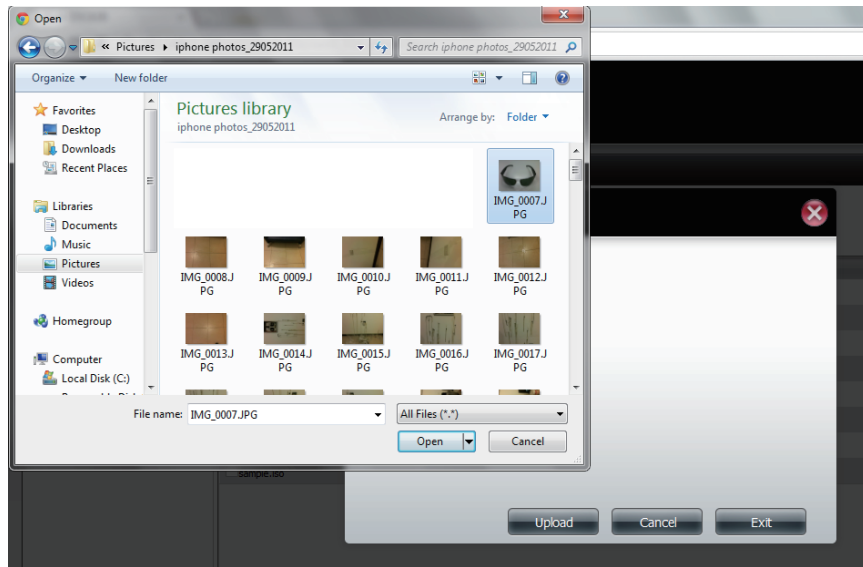 Open
« Pictures ▸ iphone photos_29052011
Search iphone photos_29052011
Organize
New folder
Favorites
Desktop
Downloads
Recent Places
Libraries
Documents
Music
Pictures
Videos
Homegroup
Computer
Local Disk (C:)
Pictures library
iphone photos_29052011
Arrange by: Folder
IMG_0007.J
PG
IMG_0008.J IMG_0009.J IMG_0010.J IMG_0011.J IMG_0012.J
PG PG PG PG PG
IMG_0013.J IMG_0014.J IMG_0015.J IMG_0016.J IMG_0017.J
PG PG PG PG PG
File name: IMG_0007.JPG
All Files (*.*)
Open
Cancel
sample.iso
Upload
Cancel
Exit